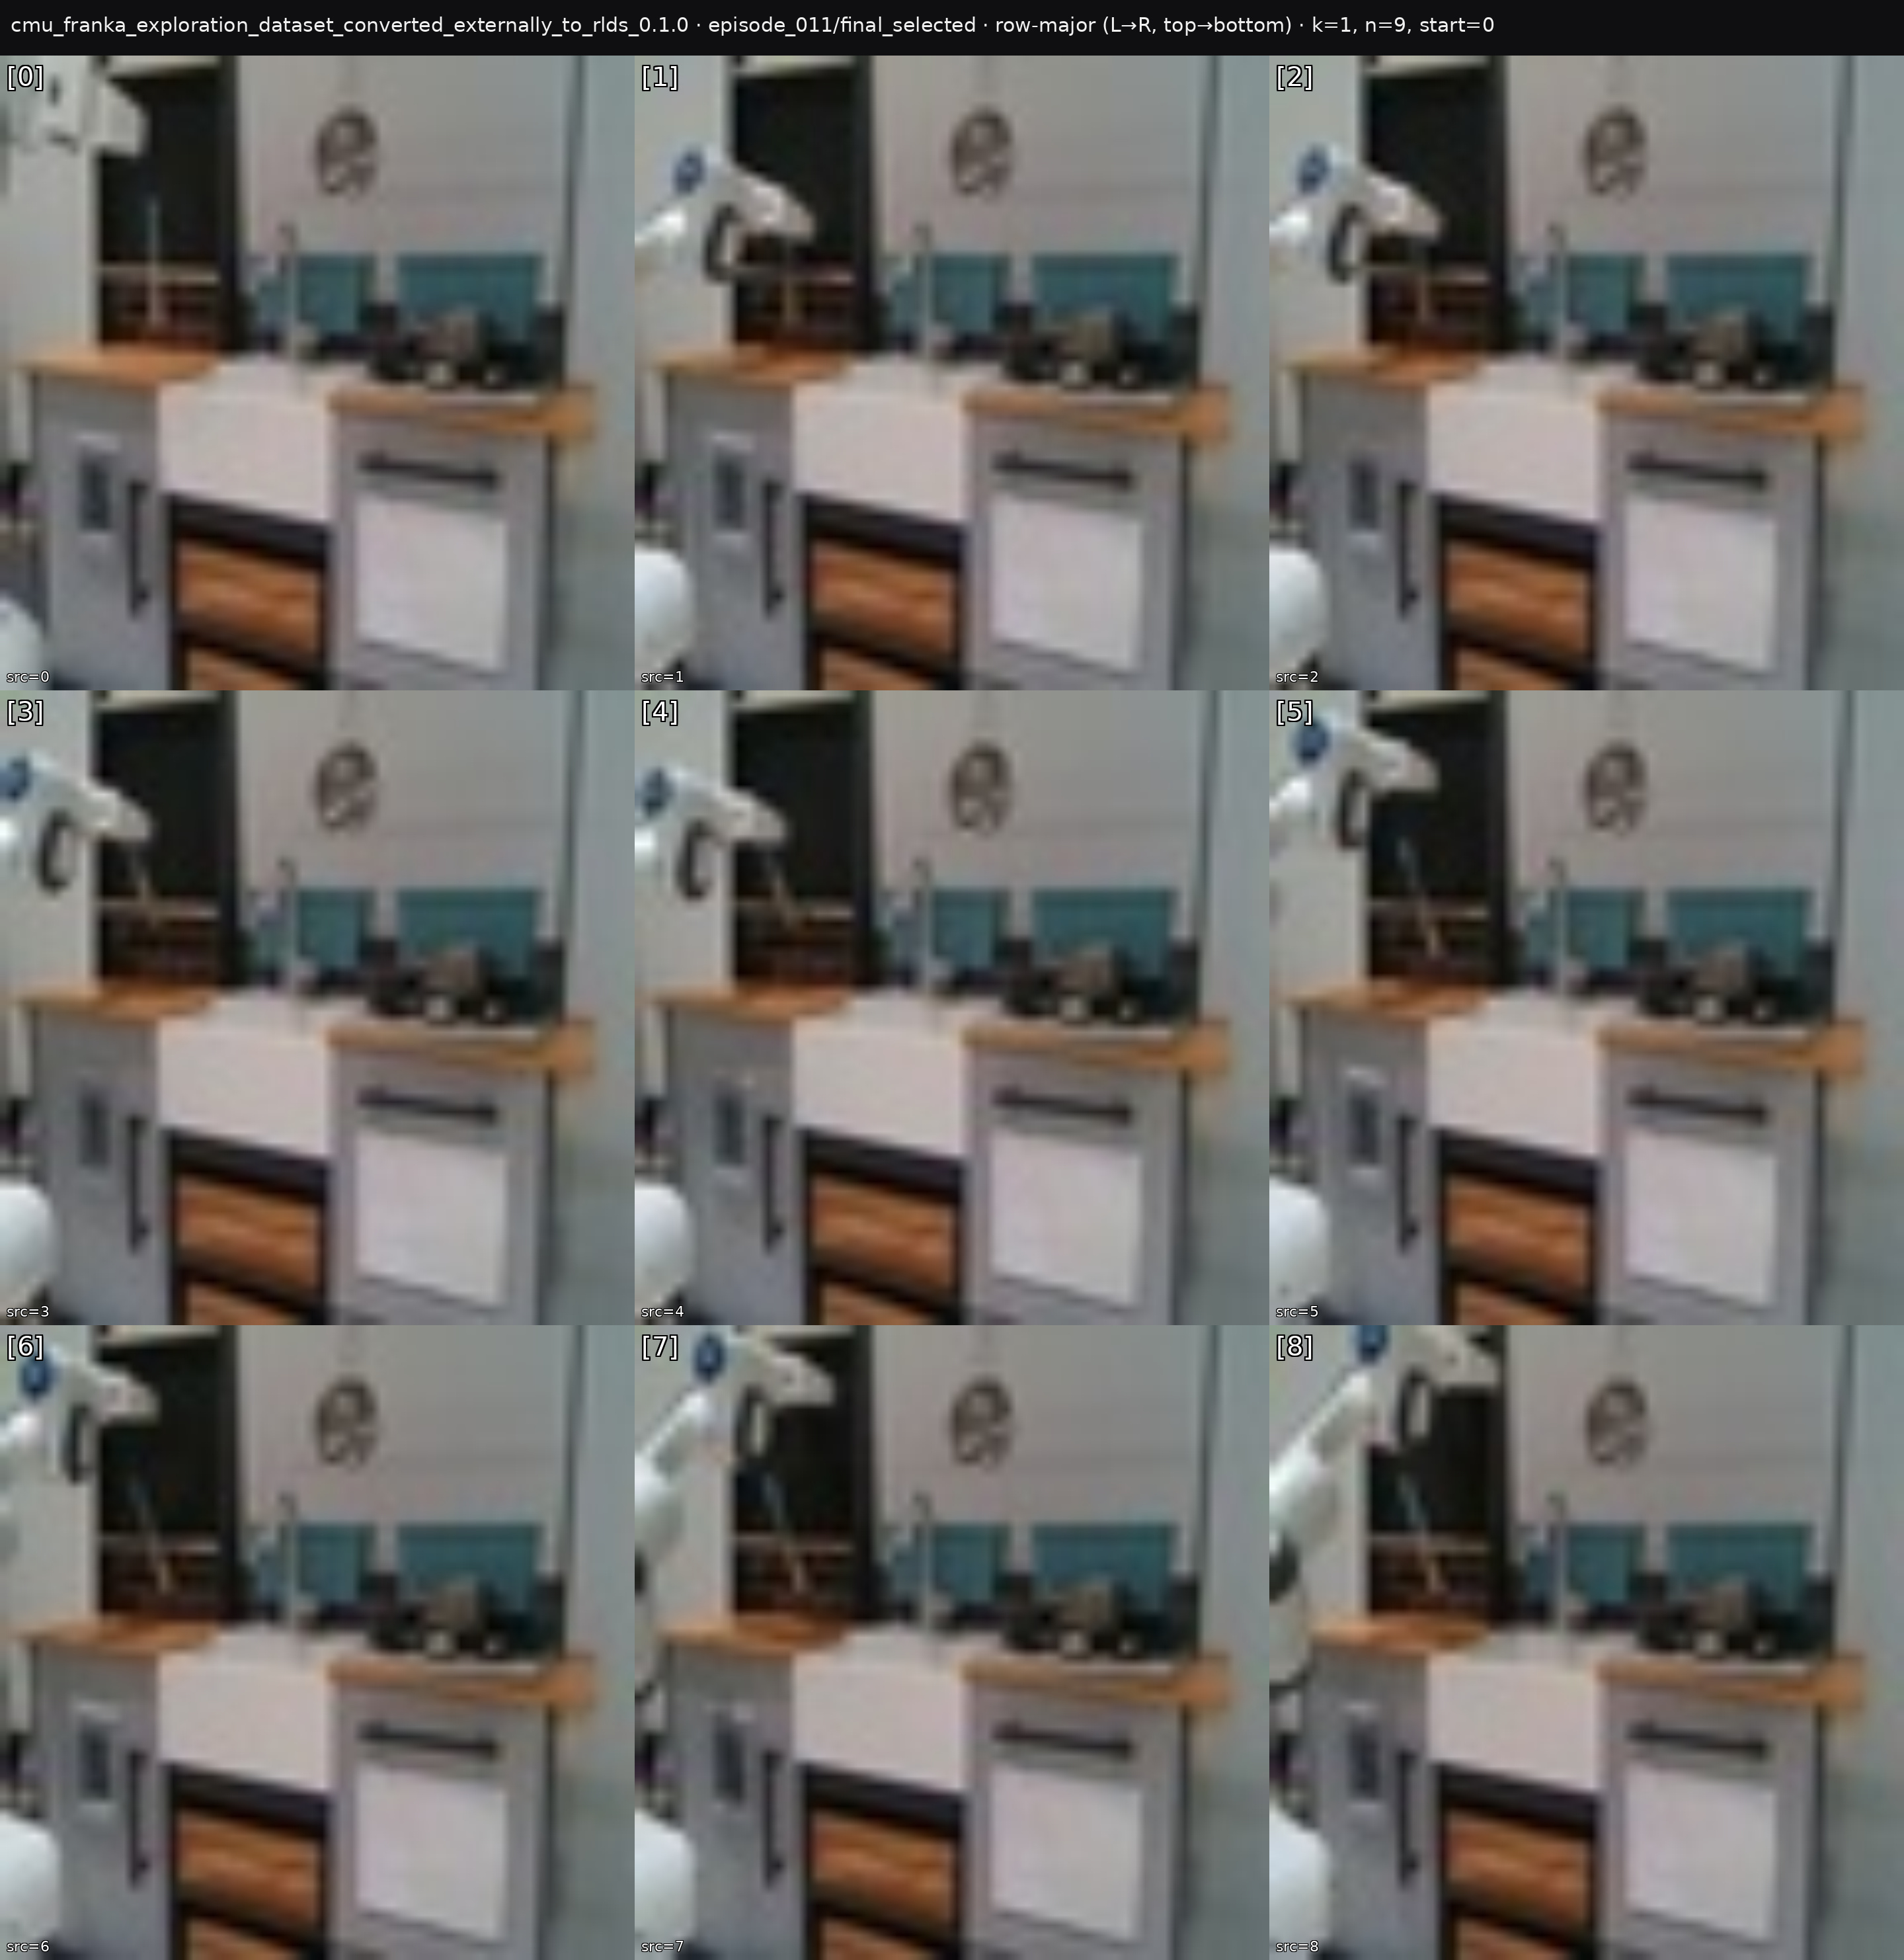 cmu_franka_exploration_dataset_converted_externally_to_rlds_0.1.0 · episode_011/final_selected · row-major (L→R, top→bottom) · k=1, n=9, start=0
[0]
[1]
[2]
src=0
src=1
src=2
[3]
[4]
[5]
src=3
src=4
src=5
[6]
[7]
[8]
src=6
src=7
src=8